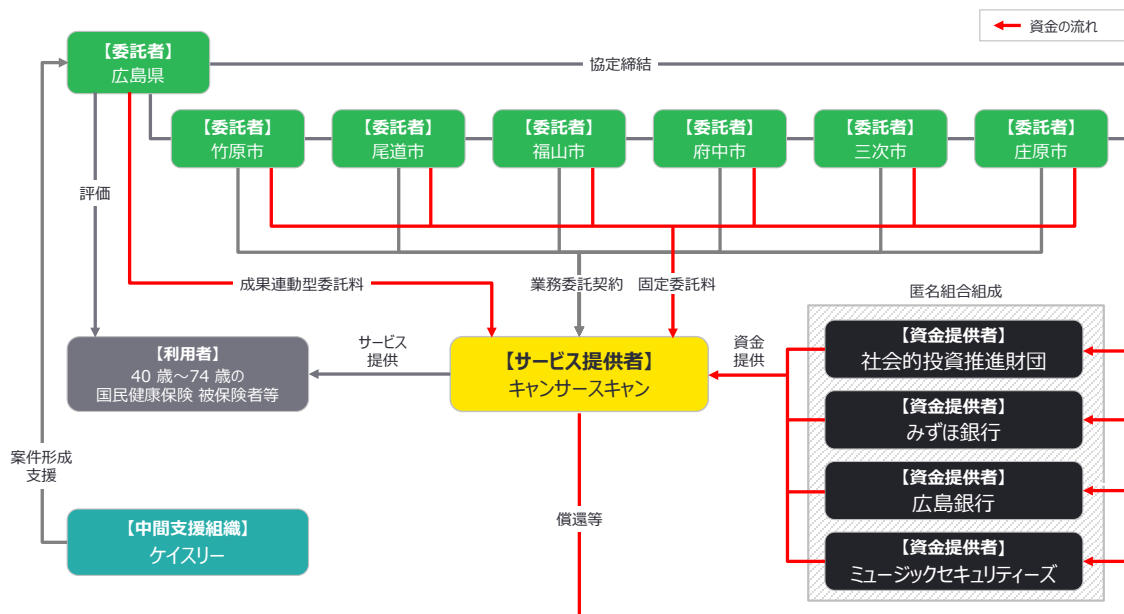 資金の流れ
【委託者】
広島県
協定締結
【委託者】
竹原市
【委託者】
尾道市
【委託者】
福山市
【委託者】
府中市
【委託者】
三次市
【委託者】
庄原市
評価
成果連動型委託料
業務委託契約
固定委託料
匿名組合組成
【利用者】
40 歳～74 歳の
国民健康保険 被保険者等
サービス
提供
【サービス提供者】
キャンサースキャン
資金
提供
【資金提供者】
社会的投資推進財団
【資金提供者】
みずほ銀行
【資金提供者】
広島銀行
【資金提供者】
ミュージックセキュリティーズ
案件形成
支援
【中間支援組織】
ケイスリー
償還等